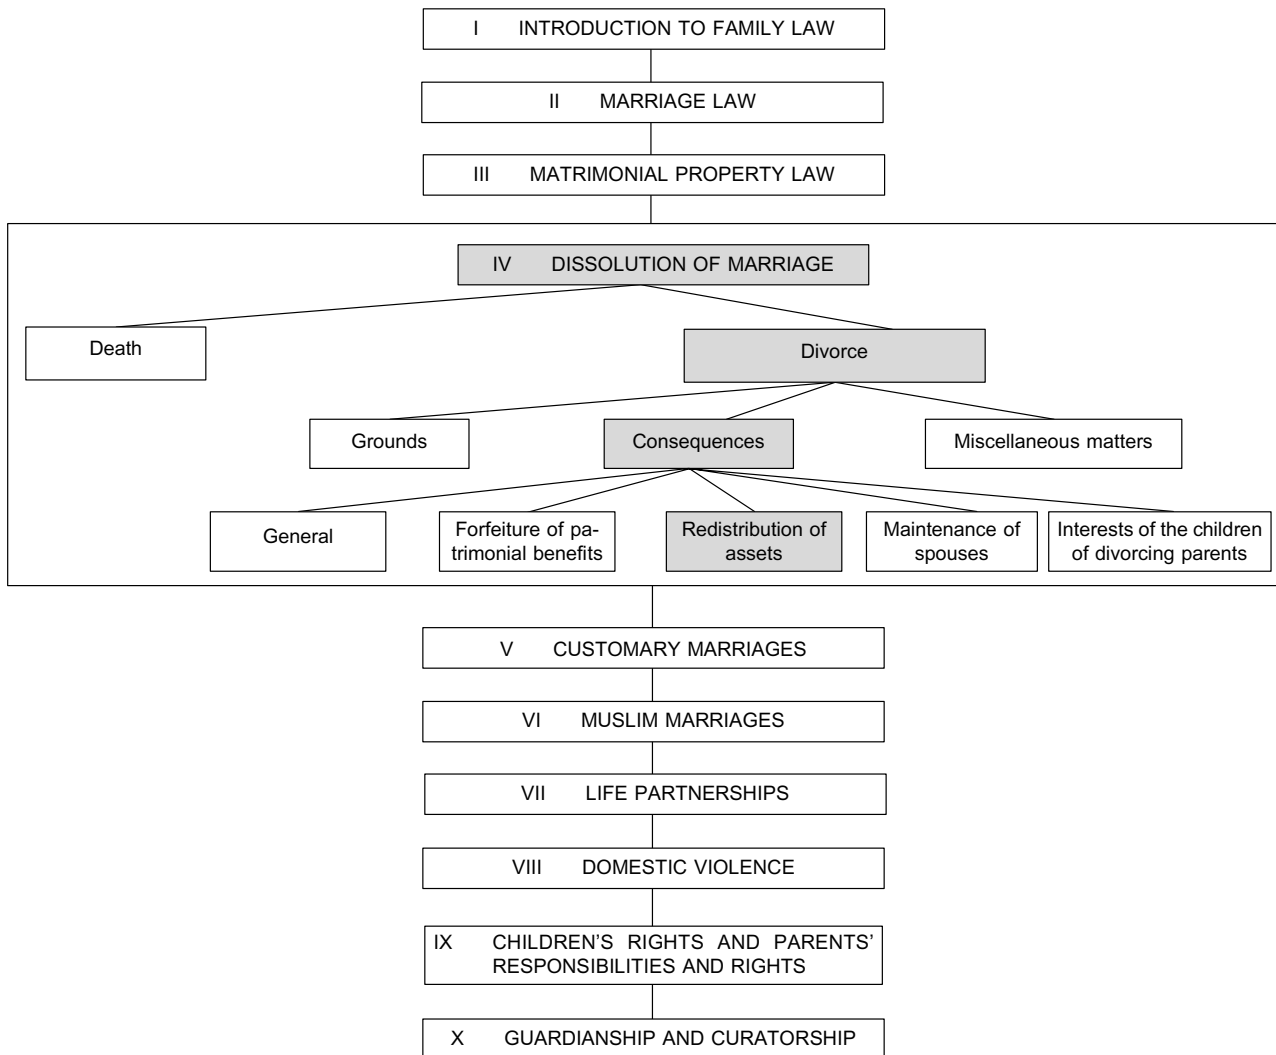 I INTRODUCTION TO FAMILY LAW
II MARRIAGE LAW
III MATRIMONIAL PROPERTY LAW
IV DISSOLUTION OF MARRIAGE
Death
Divorce
Grounds
Consequences
Miscellaneous matters
General
Forfeiture of pa-
trimonial benefits
Redistribution of
assets
Maintenance of
spouses
Interests of the children
of divorcing parents
V CUSTOMARY MARRIAGES
VI MUSLIM MARRIAGES
VII LIFE PARTNERSHIPS
VIII DOMESTIC VIOLENCE
IX CHILDREN’S RIGHTS AND PARENTS’
RESPONSIBILITIES AND RIGHTS
X GUARDIANSHIP AND CURATORSHIP